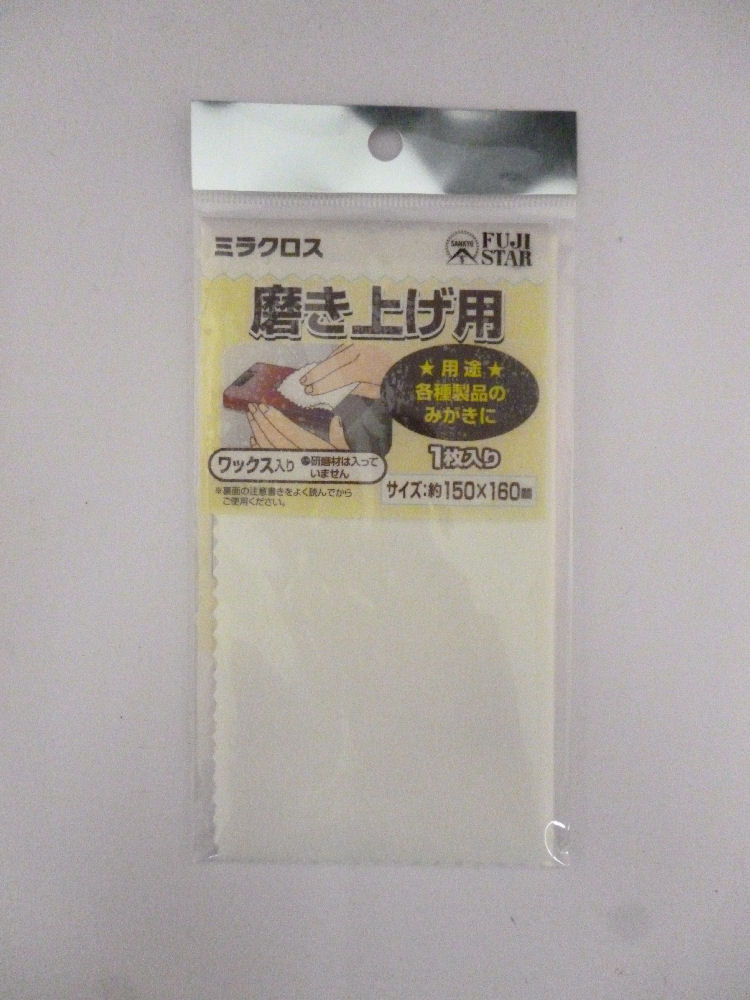 ミラクロス
SANKYO
FUJI
STAR
磨き上げ用
★用途★
各種製品の
みがきに
ワックス入り
●研磨材は入って
いません
1枚入り
※裏面の注意書きをよく読んでから
ご使用ください。
サイズ:約150×160㎜